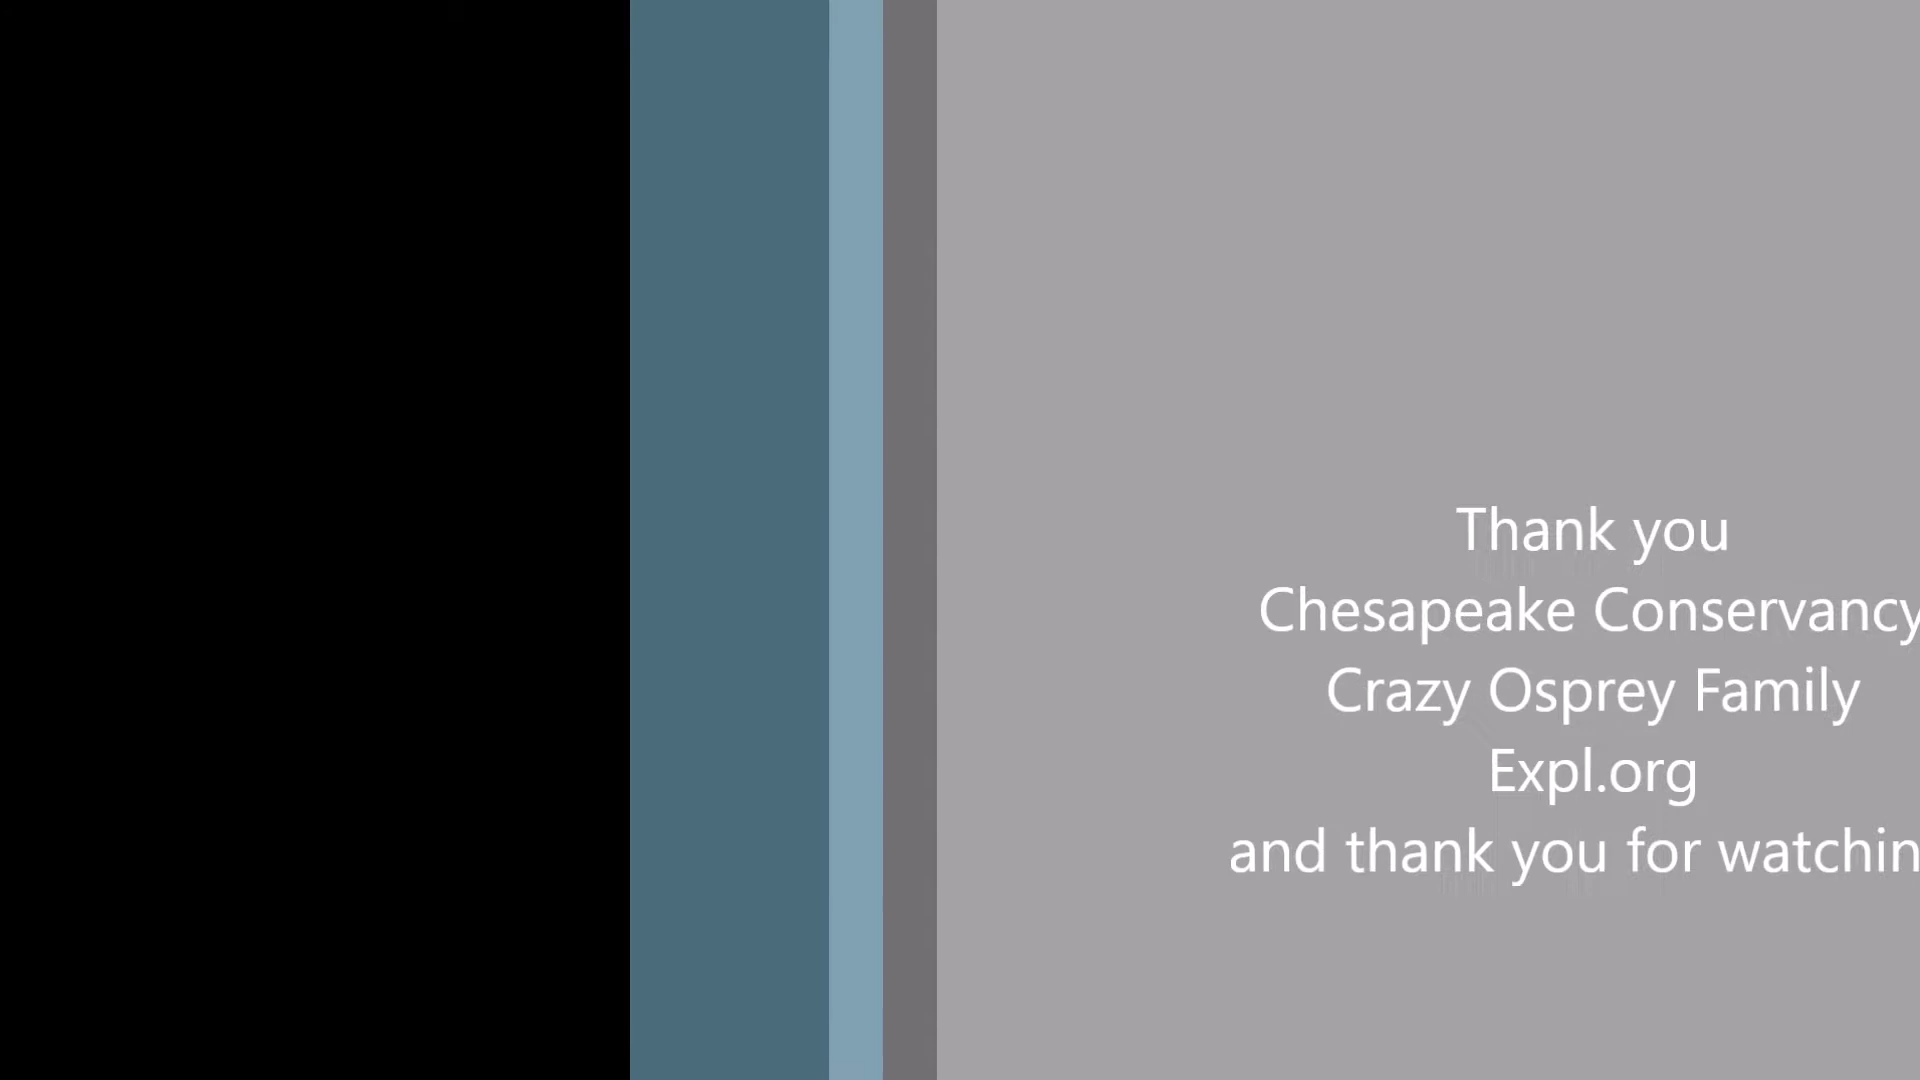 Thank you
Chesapeake Conservancy
Crazy Osprey Family
Expl.org
and thank you for watchin